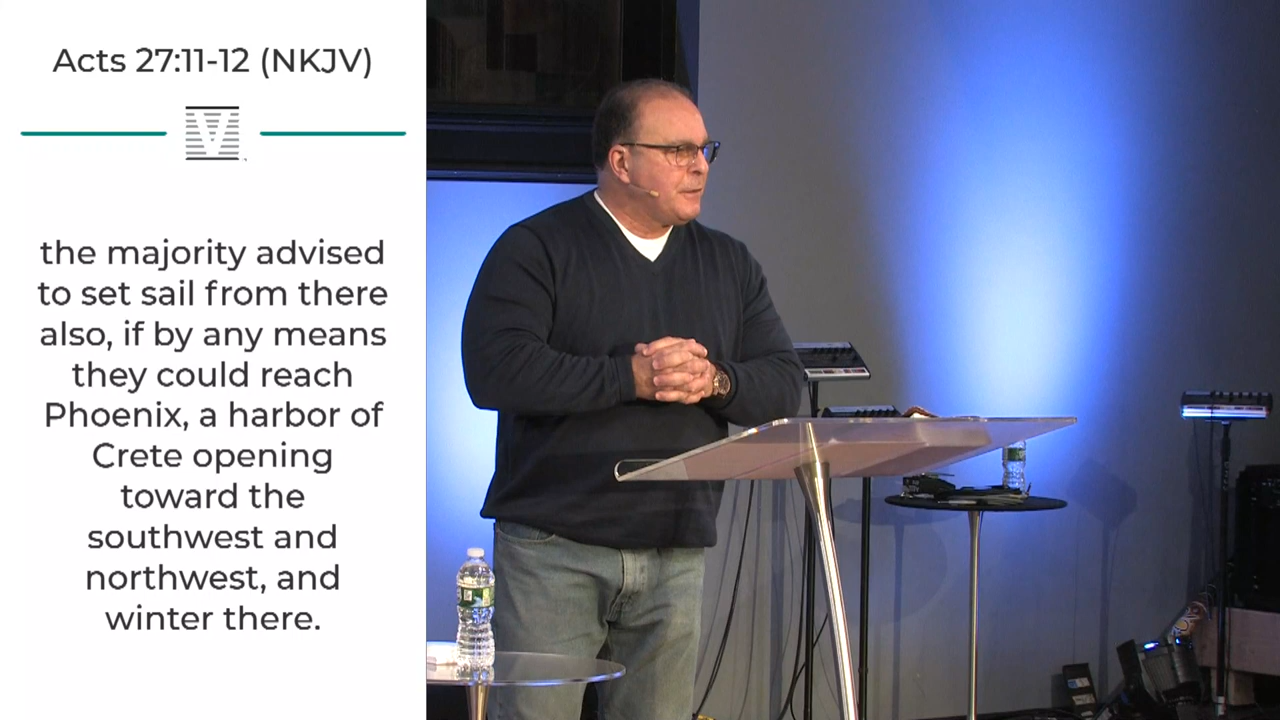 Acts 27:11-12 (NKJV)
V
the majority advised
to set sail from there
also, if by any means
they could reach
Phoenix, a harbor of
Crete opening
toward the
southwest and
northwest, and
winter there.